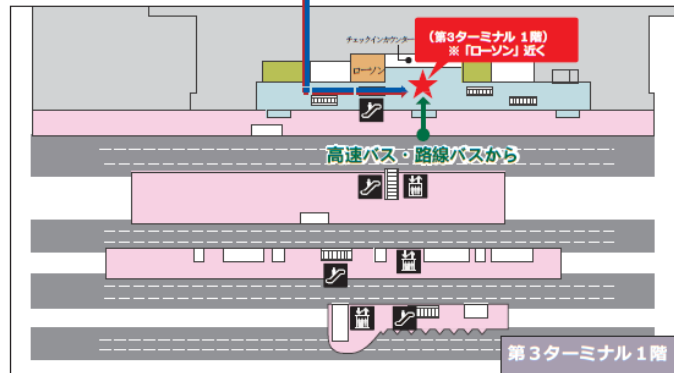 チェックインカウンター
(第3ターミナル 1階)
※「ローソン」近く
ローソン
高速バス・路線バスから
第3ターミナル1階